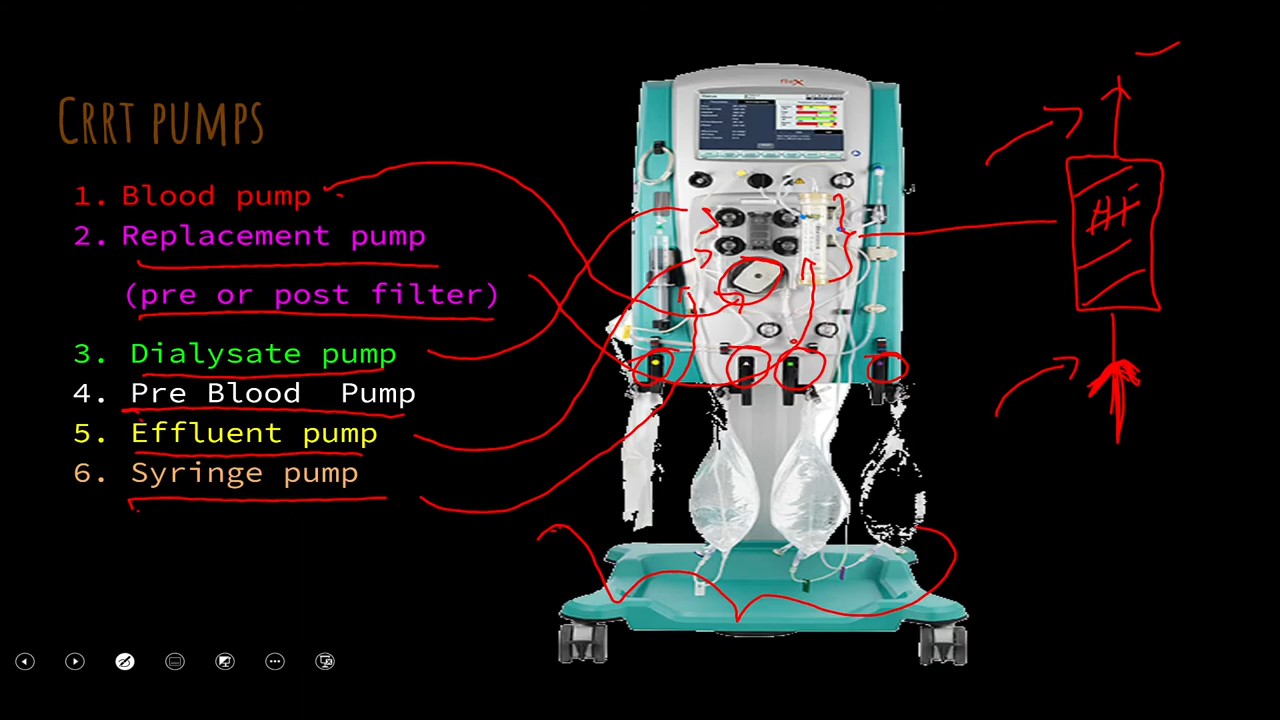 CRRT PUMPS
1. Blood pump
2. Replacement pump
(pre or post filter)
3. Dialysate pump
4. Pre Blood  Pump
5. Effluent pump
6. Syringe pump